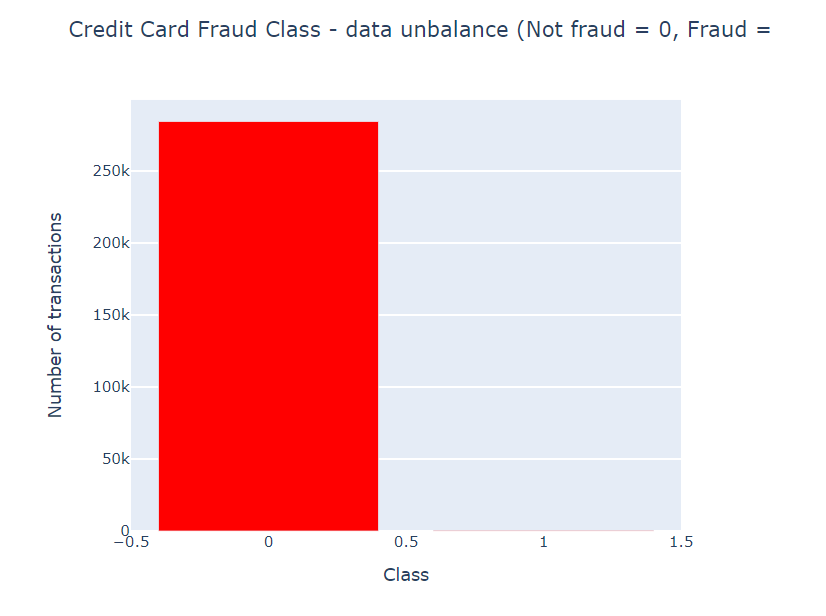 Credit Card Fraud Class - data unbalance (Not fraud = 0, Fraud =
250k
200k
150k
100k
50k
0
Number of transactions
−0.5
0
0.5
1
1.5
Class